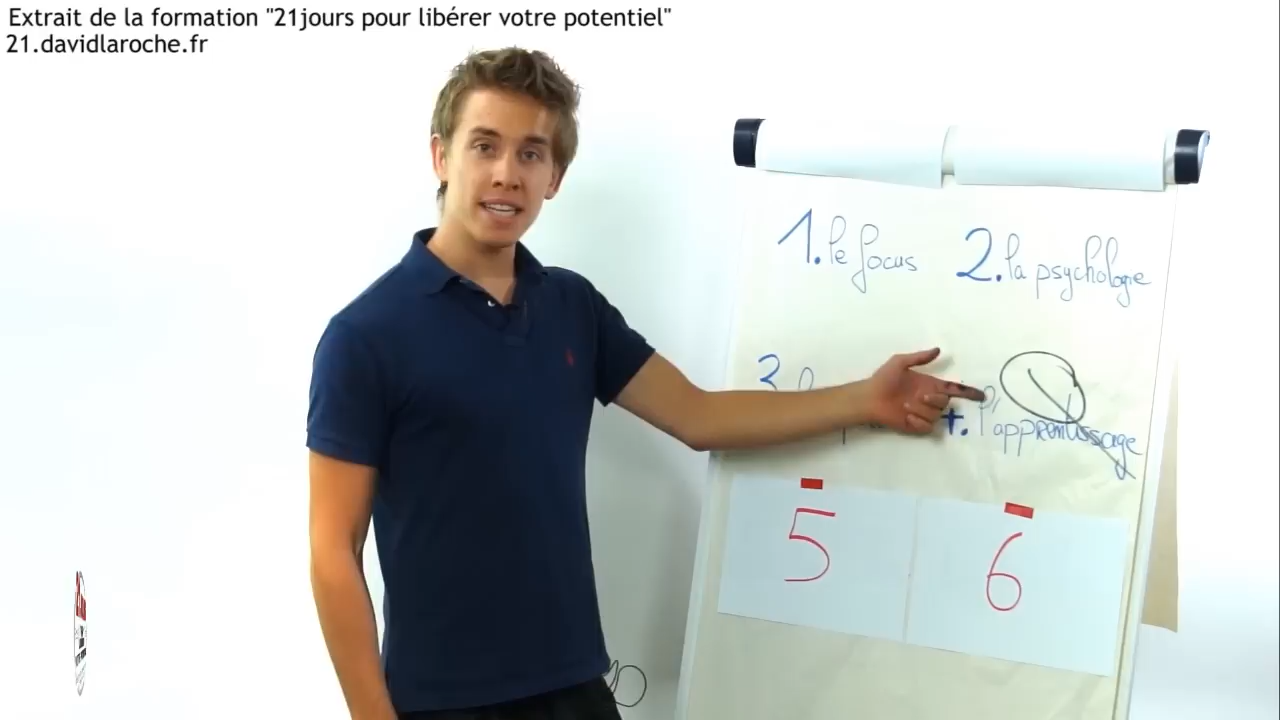 Extrait de la formation "21jours pour libérer votre potentiel"
21.davidlaroche.fr
1. le focus
2. la psychologie
3
l'apprentissage
5
6